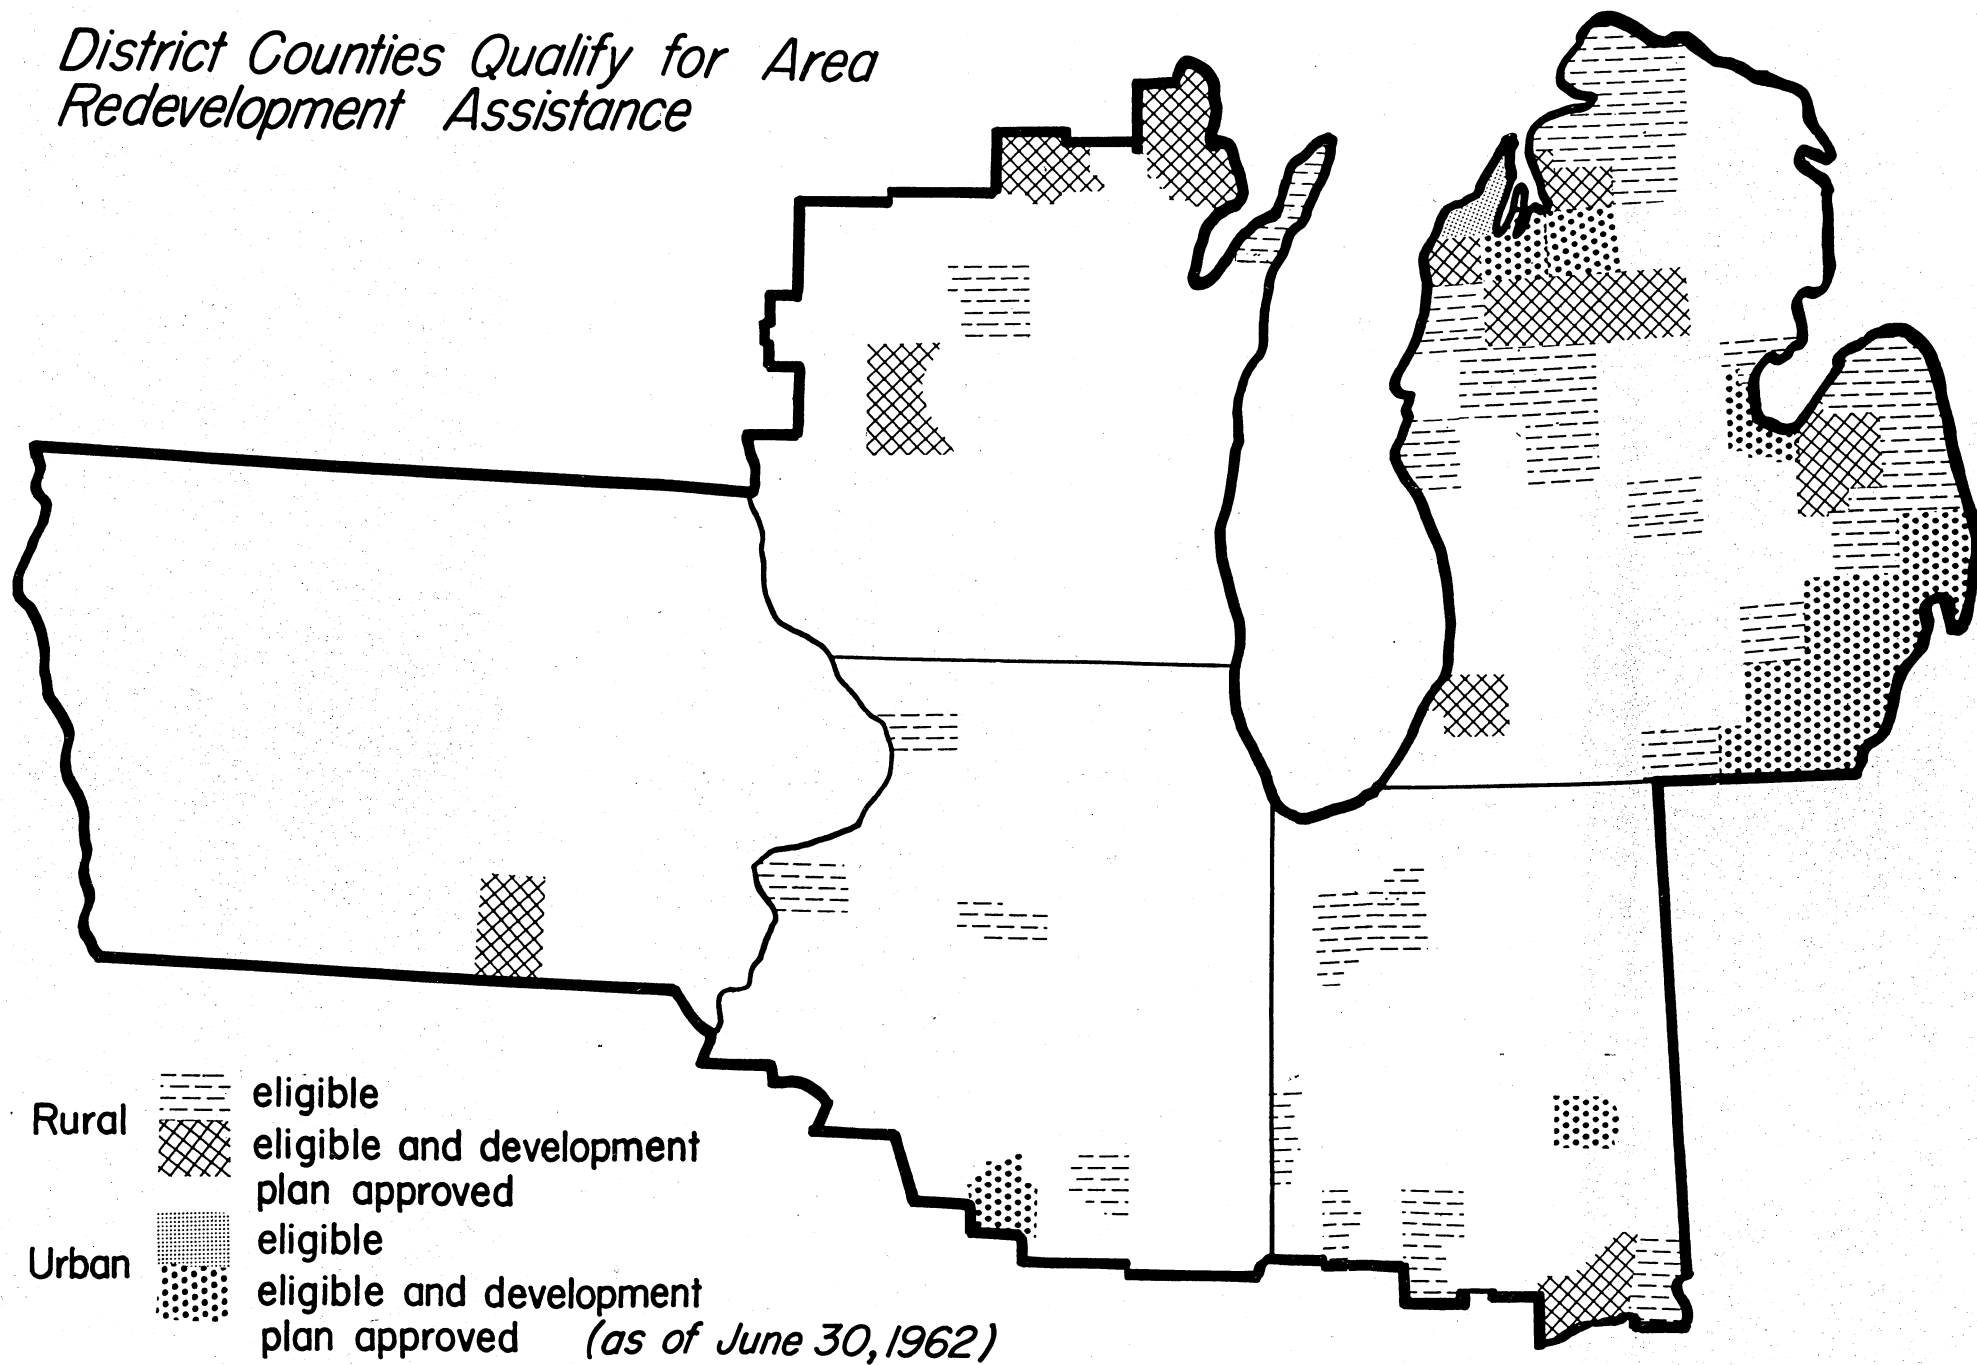 District Counties Qualify for Area
Redevelopment Assistance
Rural
eligible
eligible and development
plan approved
Urban
eligible
eligible and development
plan approved (as of June 30, 1962)